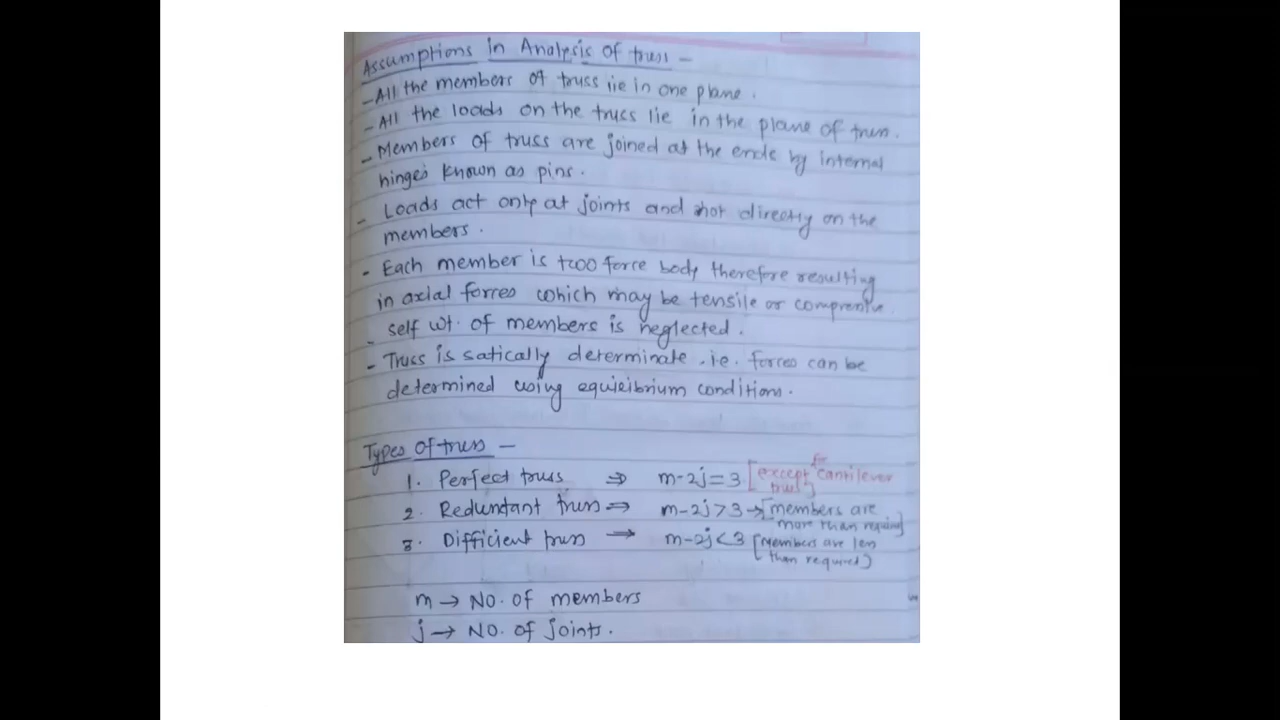 Assumptions in Analysis of truss -
- All the members of truss lie in one plane.
- All the loads on the truss lie in the plane of truss.
- Members of truss are joined at the ends by internal
hinges known as pins.
- Loads act only at joints and not directly on the
members.
- Each member is two force body therefore resulting
in axial forces which may be tensile or compressive
- self wt. of members is neglected.
- Truss is satically determinate .i.e. forces can be
determined using equilibrium conditions.
Types of truss -
1. Perfect truss ⇒ m-2j=3 [except for cantilever
truss]
2. Redundant truss ⇒ m-2j>3 → [members are
more than required]
3. Difficient truss → m-2j<3 [Members are less
than required]
m → No. of members
j → No. of joints.